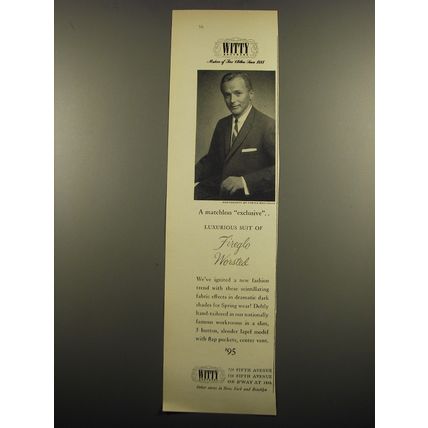 WITTY
BROTHERS
Makers of Fine Clothes Since 1888
A matchless "exclusive"..
LUXURIOUS SUIT OF
Fireglo
Worsted
We've ignited a new fashion
trend with these scintillating
fabric effects in dramatic dark
shades for Spring wear! Deftly
hand-tailored in our nationally
famous workrooms in a slim,
3 button, slender lapel model
with flap pockets, center vent.
$95
WITTY
BROTHERS
FIFTH AVENUE
FIFTH AVENUE
OR B'WAY AT
Other stores in New York and Brooklyn